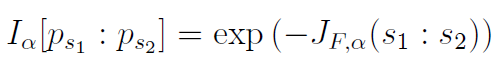 I_α[p_{s_1} : p_{s_2}] = exp (−J_{F,α}(s_1 : s_2))